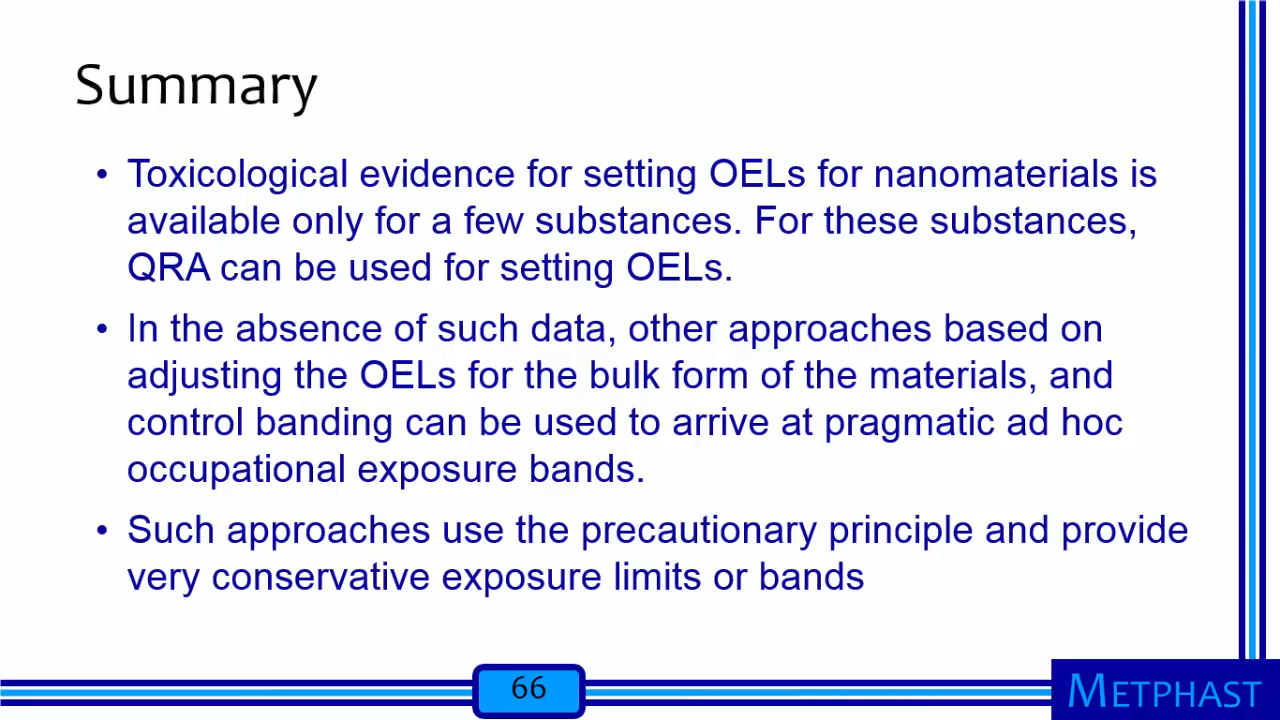 Summary
• Toxicological evidence for setting OELs for nanomaterials is
available only for a few substances. For these substances,
QRA can be used for setting OELs.
• In the absence of such data, other approaches based on
adjusting the OELs for the bulk form of the materials, and
control banding can be used to arrive at pragmatic ad hoc
occupational exposure bands.
• Such approaches use the precautionary principle and provide
very conservative exposure limits or bands
66
METPHAST